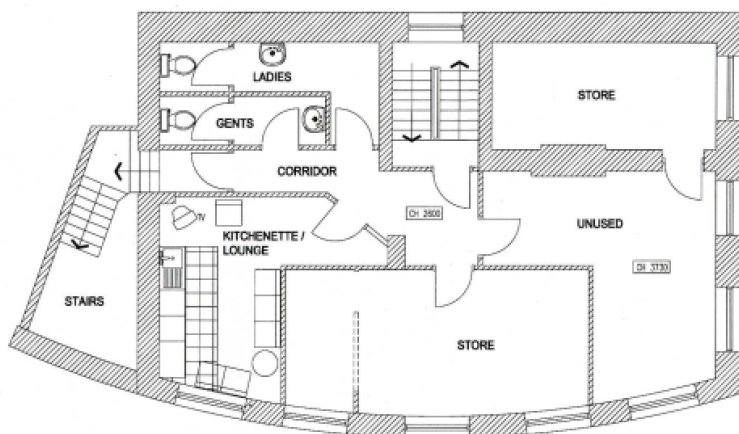 LADIES
STORE
GENTS
CORRIDOR
CH 2600
UNUSED
TV
KITCHENETTE /
LOUNGE
CH 3730
STAIRS
STORE